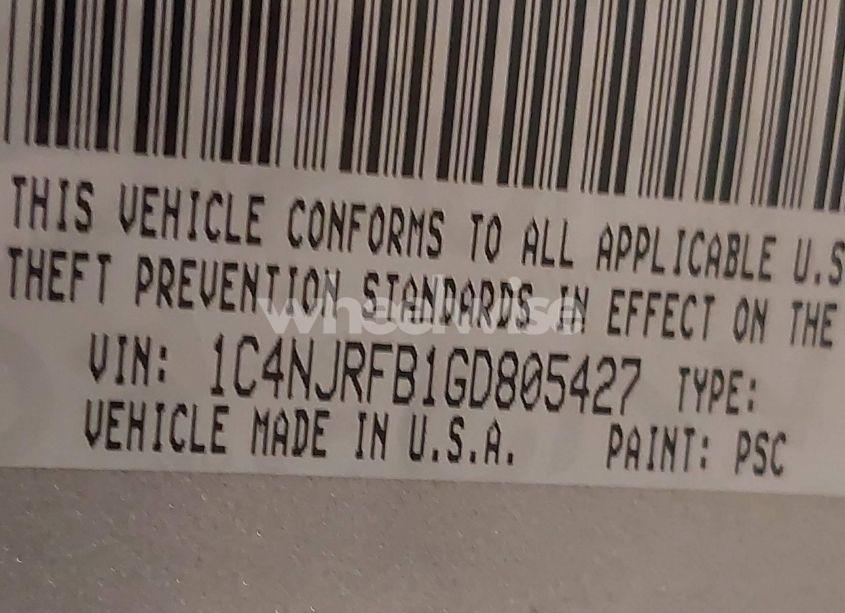 THIS VEHICLE CONFORMS TO ALL APPLICABLE U.S
THEFT PREVENTION STANDARDS IN EFFECT ON THE
wheelwise
VIN: 1C4NJRFB1GD805427 TYPE:
VEHICLE MADE IN U.S.A. PAINT: PSC